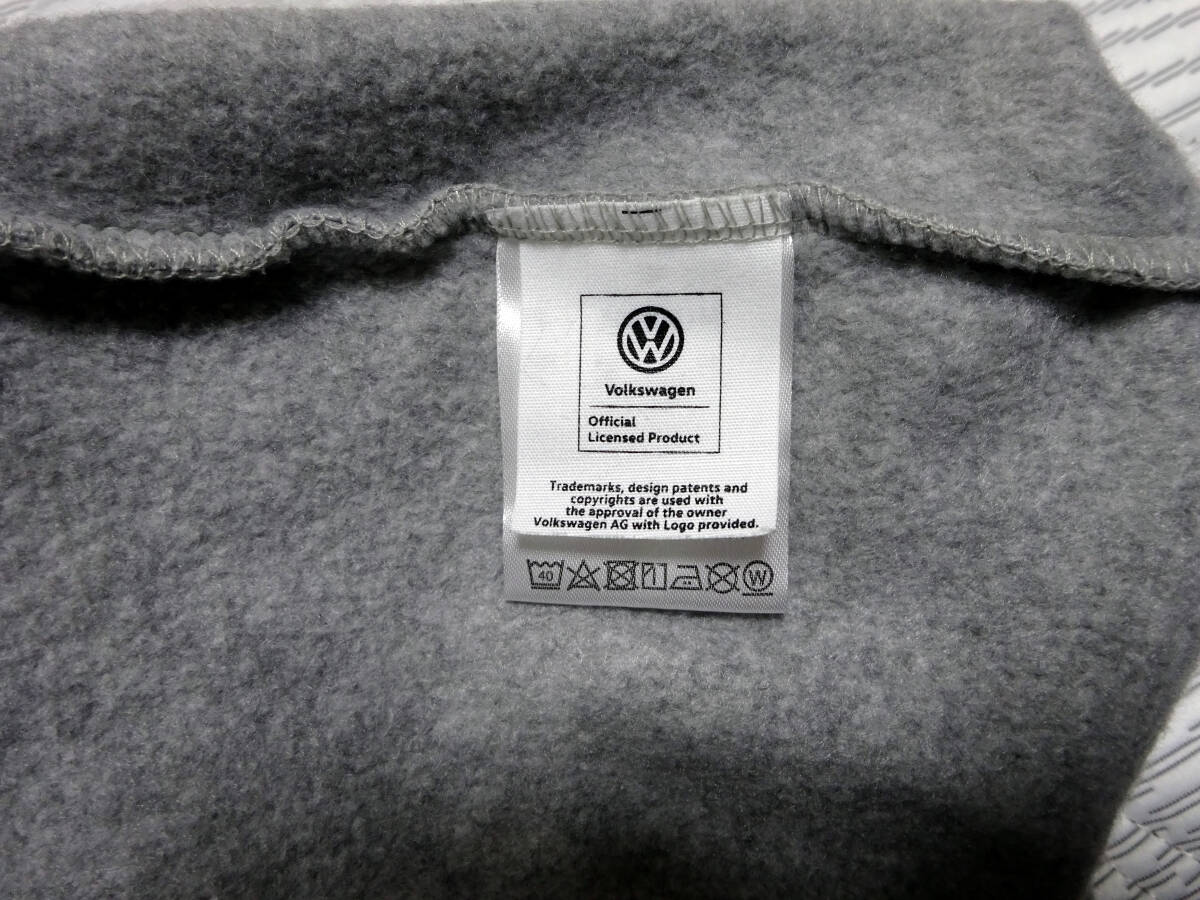 Volkswagen
Official
Licensed Product
Trademarks, design patents and
copyrights are used with
the approval of the owner
Volkswagen AG with Logo provided.
40 W